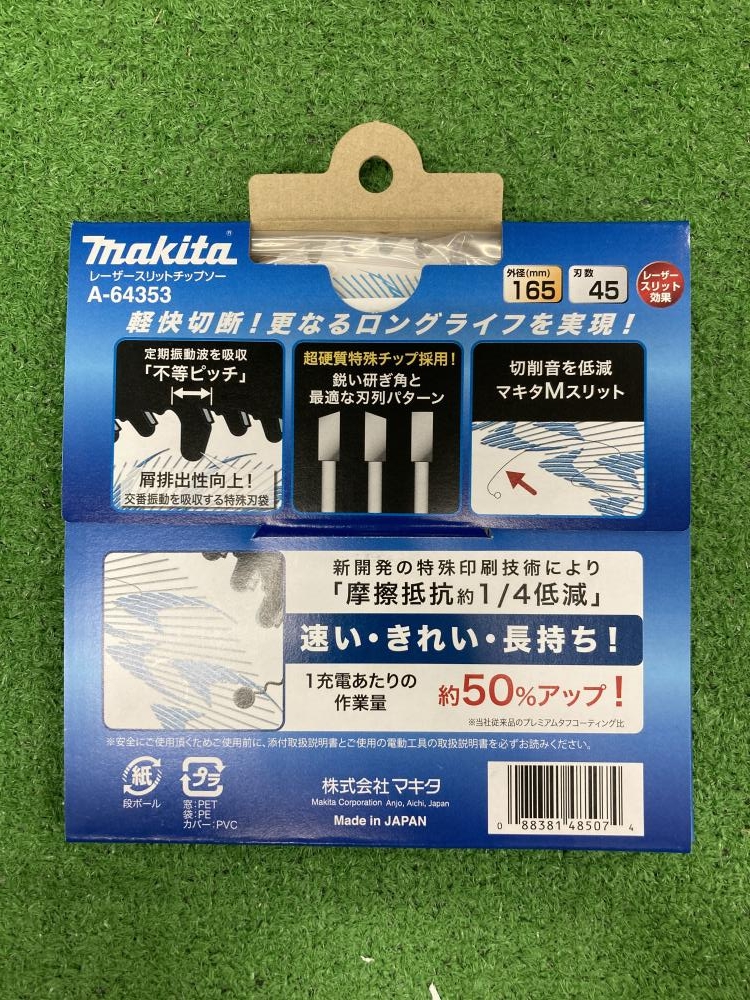 makita®
レーザースリットチップソー
A-64353
外径(mm)
165
刃数
45
レーザー
スリット
効果
軽快切断!更なるロングライフを実現!
定期振動波を吸収
「不等ピッチ」
屑排出性向上!
交番振動を吸収する特殊刃袋
超硬質特殊チップ採用!
鋭い研ぎ角と
最適な刃列パターン
切削音を低減
マキタMスリット
新開発の特殊印刷技術により
「摩擦抵抗約1/4低減」
速い・きれい・長持ち!
1充電あたりの
作業量
約50%アップ!
※当社従来品のプレミアムタフコーティング比
※安全にご使用頂くためご使用前に、添付取扱説明書とご使用の電動工具の取扱説明書を必ずお読みください。
紙
段ボール
プラ
窓:PET
袋:PE
カバー:PVC
株式会社マキタ
Makita Corporation Anjo, Aichi, Japan
Made in JAPAN
0 88381 48507 4